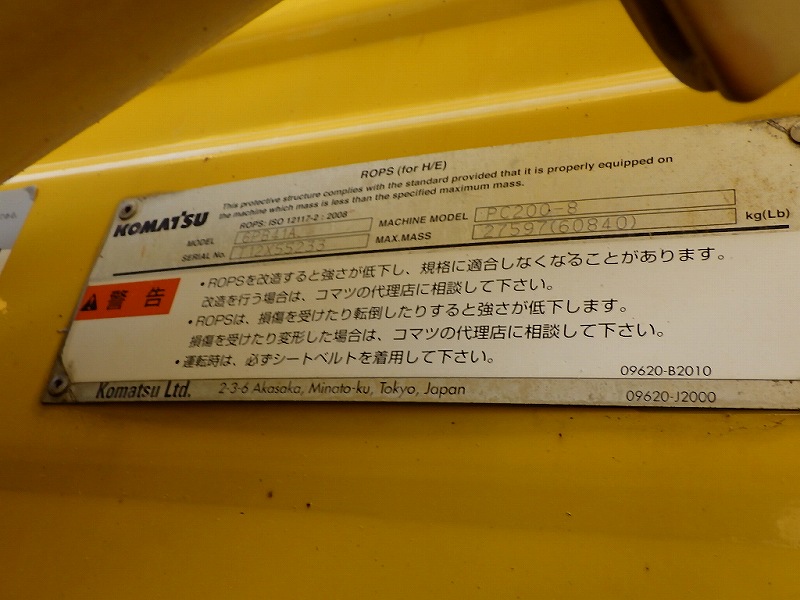 ROPS (for H/E)
This protective structure complies with the standard provided that it is properly equipped on
the machine which mass is less than the specified maximum mass.
KOMATSU
ROPS: ISO 12117-2 : 2008
MODEL 6PB41A MACHINE MODEL PC200-8
SERIAL No. T12X55233 MAX.MASS 27597(60840) kg(Lb)
警告
・ROPSを改造すると強さが低下し、規格に適合しなくなることがあります。
改造を行う場合は、コマツの代理店に相談して下さい。
・ROPSは、損傷を受けたり転倒したりすると強さが低下します。
損傷を受けたり変形した場合は、コマツの代理店に相談して下さい。
・運転時は、必ずシートベルトを着用して下さい。
09620-B2010
Komatsu Ltd. 2-3-6 Akasaka, Minato-ku, Tokyo, Japan
09620-J2000